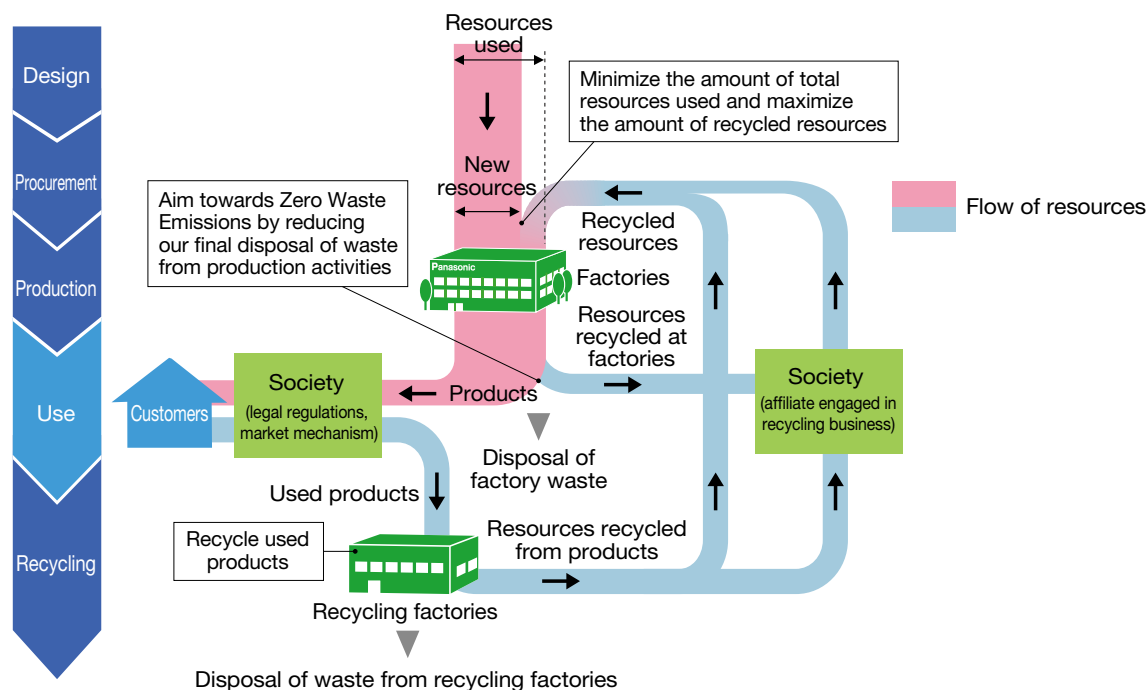 Design
Procurement
Production
Use
Recycling
Resources
used
Minimize the amount of total
resources used and maximize
the amount of recycled resources
New
resources
Aim towards Zero Waste
Emissions by reducing
our final disposal of waste
from production activities
Recycled
resources
Flow of resources
Panasonic
Factories
Resources
recycled at
factories
Customers
Society
(legal regulations,
market mechanism)
Products
Society
(affiliate engaged in
recycling business)
Disposal of
factory waste
Used products
Recycle used
products
Resources recycled
from products
Recycling factories
Disposal of waste from recycling factories